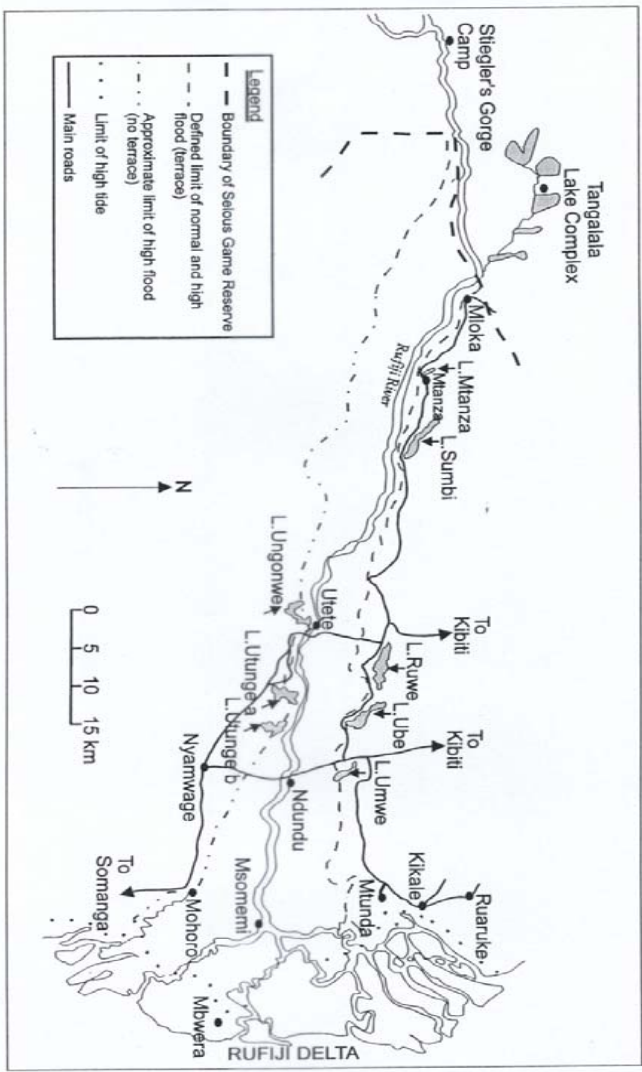 Stiegler's Gorge
Camp
Tangalala
Lake Complex
Mloka
L.Mtanza
Mtanza
L.Sumbi
Rufiji River
To
Kibiti
L.Ruwe
L.Ube
To
Kibiti
L.Umwe
Ruaruke
Kikale
Mtunda
L.Ungonwe
Utete
L.Utunge a
L.Utunge b
Nyamwage
Ndundu
Msomemi
To
Somanga
Mohoro
Mbwera
RUFIJI DELTA
N
0 5 10 15 km
Legend
Boundary of Selous Game Reserve
Defined limit of normal and high
flood (terrace)
Approximate limit of high flood
(no terrace)
Limit of high tide
Main roads